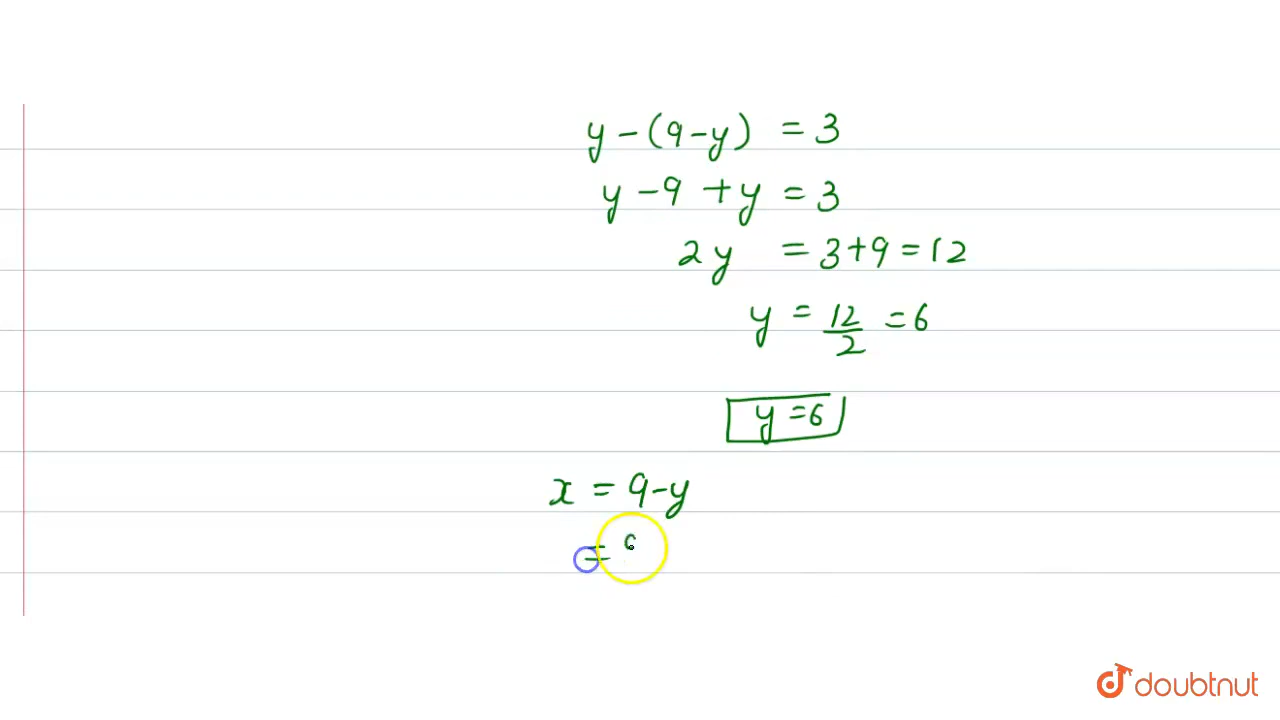 y - (9 - y) = 3
y - 9 + y = 3
2y = 3 + 9 = 12
y = 12/2 = 6
y = 6
x = 9 - y
=
doubtnut